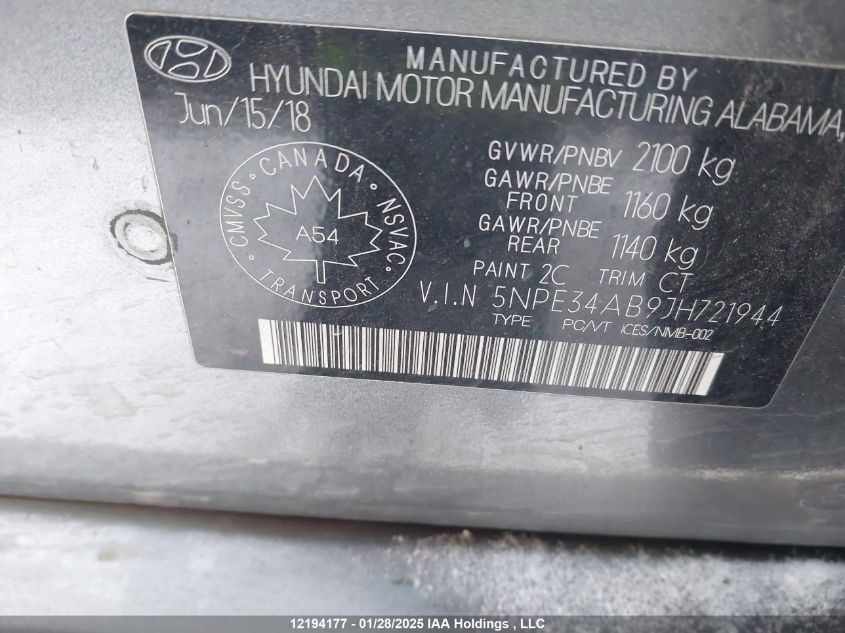 MANUFACTURED BY
HYUNDAI MOTOR MANUFACTURING ALABAMA,
Jun/15/18
CMVSS · CANADA · NSVAC · TRANSPORT ·
A54
GVWR/PNBV 2100 kg
GAWR/PNBE FRONT 1160 kg
GAWR/PNBE REAR 1140 kg
PAINT 2C TRIM CT
V.I.N 5NPE34AB9JH721944
TYPE PC/VT ICES/NMB-002
12194177 - 01/28/2025 IAA Holdings , LLC